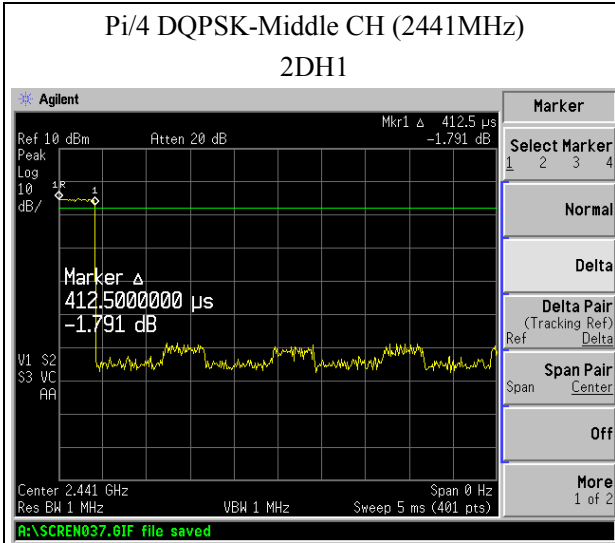 Pi/4 DQPSK-Middle CH (2441MHz)
2DH1
Agilent
Marker
Mkr1 Δ 412.5 µs
Ref 10 dBm Atten 20 dB -1.791 dB
Peak
Log
10
dB/
1R
1
Marker Δ
412.5000000 µs
-1.791 dB
V1 S2
S3 VC
AA
Center 2.441 GHz Span 0 Hz
Res BW 1 MHz VBW 1 MHz Sweep 5 ms (401 pts)
A:\SCREN037.GIF file saved
Select Marker
1 2 3 4
Normal
Delta
Delta Pair
(Tracking Ref)
Ref Delta
Span Pair
Span Center
Off
More
1 of 2